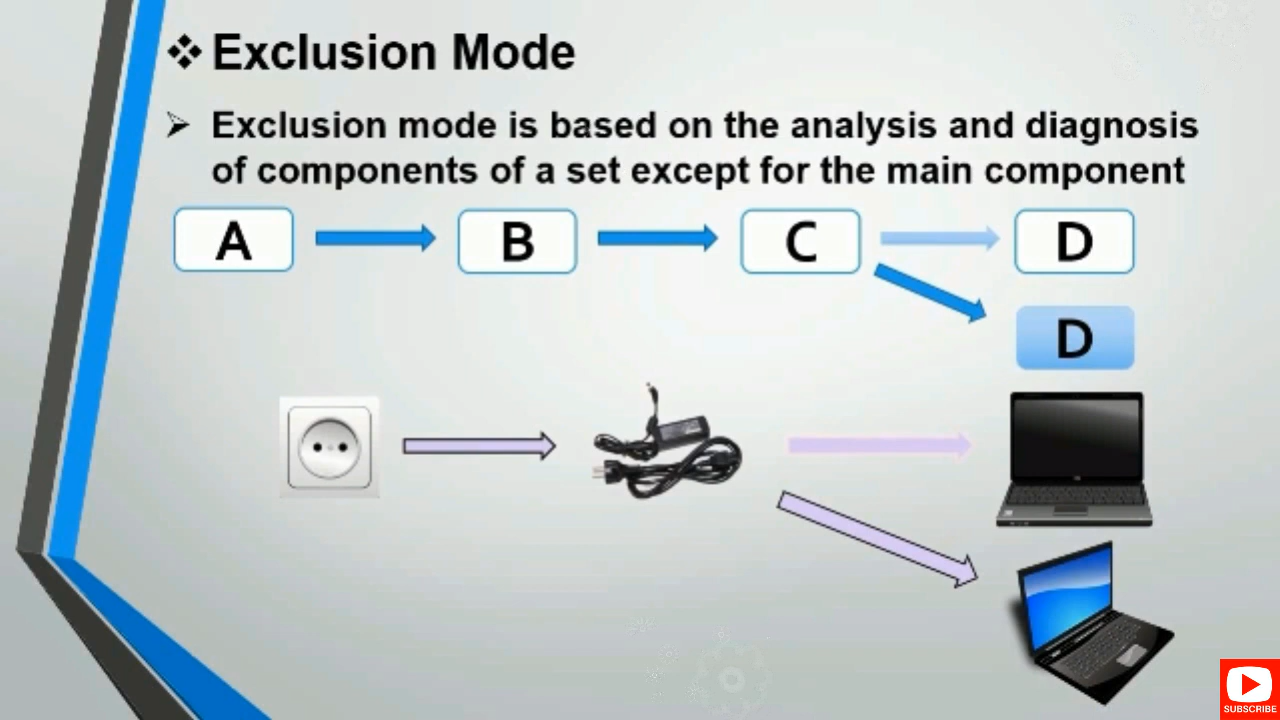 Exclusion Mode
Exclusion mode is based on the analysis and diagnosis
of components of a set except for the main component
A B C D
D
SUBSCRIBE